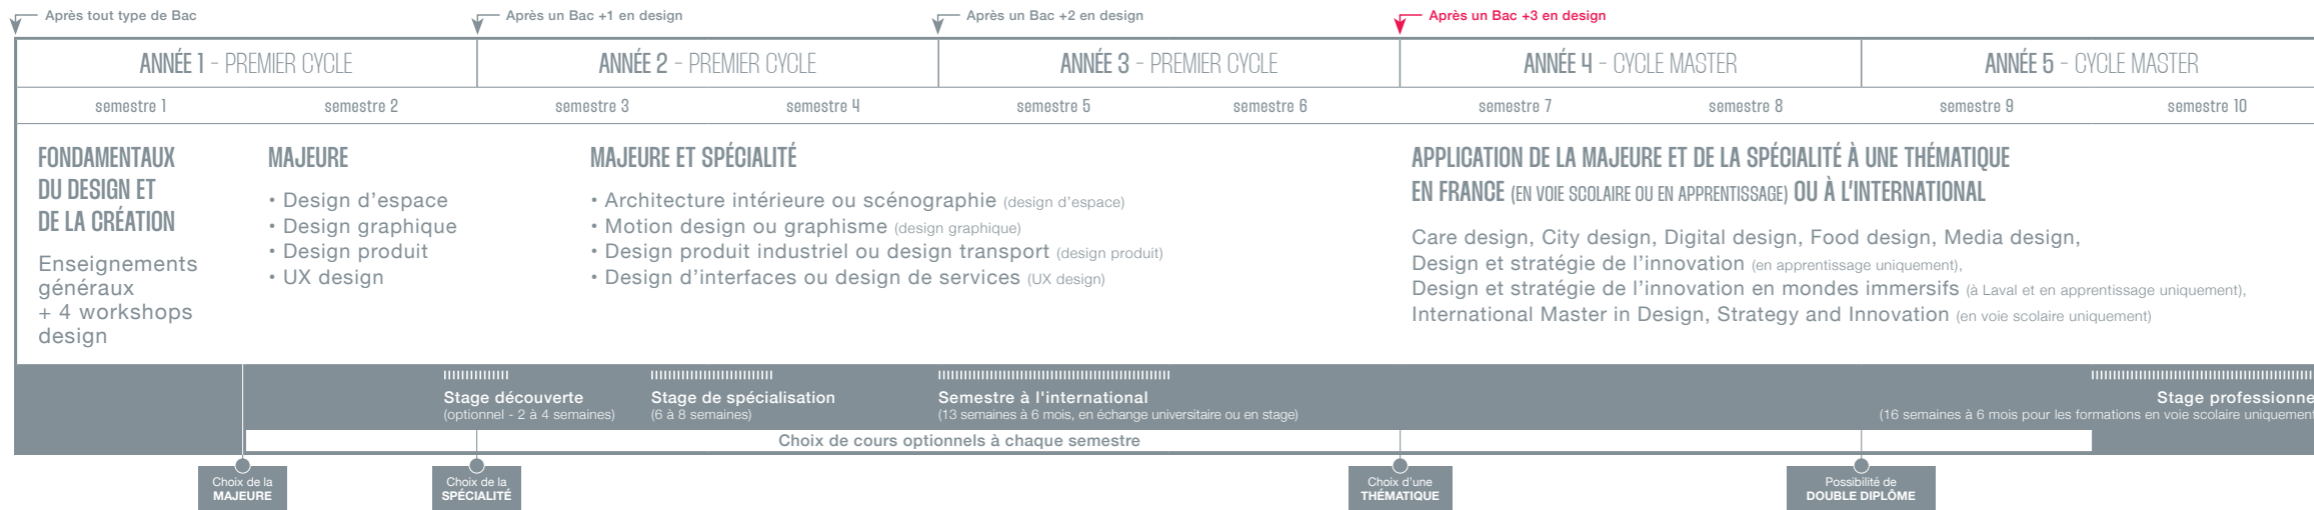 Après tout type de Bac
Après un Bac +1 en design
Après un Bac +2 en design
Après un Bac +3 en design
ANNÉE 1 - PREMIER CYCLE
ANNÉE 2 - PREMIER CYCLE
ANNÉE 3 - PREMIER CYCLE
ANNÉE 4 - CYCLE MASTER
ANNÉE 5 - CYCLE MASTER
semestre 1
semestre 2
semestre 3
semestre 4
semestre 5
semestre 6
semestre 7
semestre 8
semestre 9
semestre 10
FONDAMENTAUX
DU DESIGN ET
DE LA CRÉATION
Enseignements
généraux
+ 4 workshops
design
MAJEURE
• Design d'espace
• Design graphique
• Design produit
• UX design
MAJEURE ET SPÉCIALITÉ
• Architecture intérieure ou scénographie (design d'espace)
• Motion design ou graphisme (design graphique)
• Design produit industriel ou design transport (design produit)
• Design d'interfaces ou design de services (UX design)
APPLICATION DE LA MAJEURE ET DE LA SPÉCIALITÉ À UNE THÉMATIQUE
EN FRANCE (EN VOIE SCOLAIRE OU EN APPRENTISSAGE) OU À L'INTERNATIONAL
Care design, City design, Digital design, Food design, Media design,
Design et stratégie de l'innovation (en apprentissage uniquement),
Design et stratégie de l'innovation en mondes immersifs (à Laval et en apprentissage uniquement),
International Master in Design, Strategy and Innovation (en voie scolaire uniquement)
Stage découverte
(optionnel - 2 à 4 semaines)
Stage de spécialisation
(6 à 8 semaines)
Semestre à l'international
(13 semaines à 6 mois, en échange universitaire ou en stage)
Stage professionne
(16 semaines à 6 mois pour les formations en voie scolaire uniquement
Choix de cours optionnels à chaque semestre
Choix de la
MAJEURE
Choix de la
SPÉCIALITÉ
Choix d'une
THÉMATIQUE
Possibilité de
DOUBLE DIPLÔME